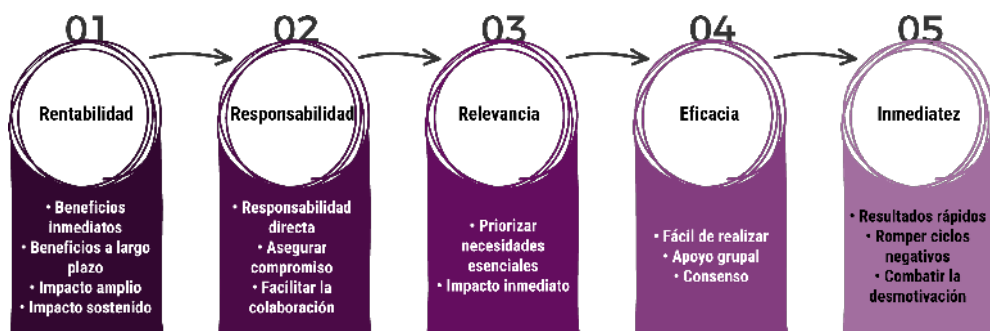 01
Rentabilidad
• Beneficios
inmediatos
• Beneficios a largo
plazo
• Impacto amplio
• Impacto sostenido
02
Responsabilidad
• Responsabilidad
directa
• Asegurar
compromiso
• Facilitar la
colaboración
03
Relevancia
• Priorizar
necesidades
esenciales
• Impacto inmediato
04
Eficacia
• Fácil de realizar
• Apoyo grupal
• Consenso
05
Inmediatez
• Resultados rápidos
• Romper ciclos
negativos
• Combatir la
desmotivación